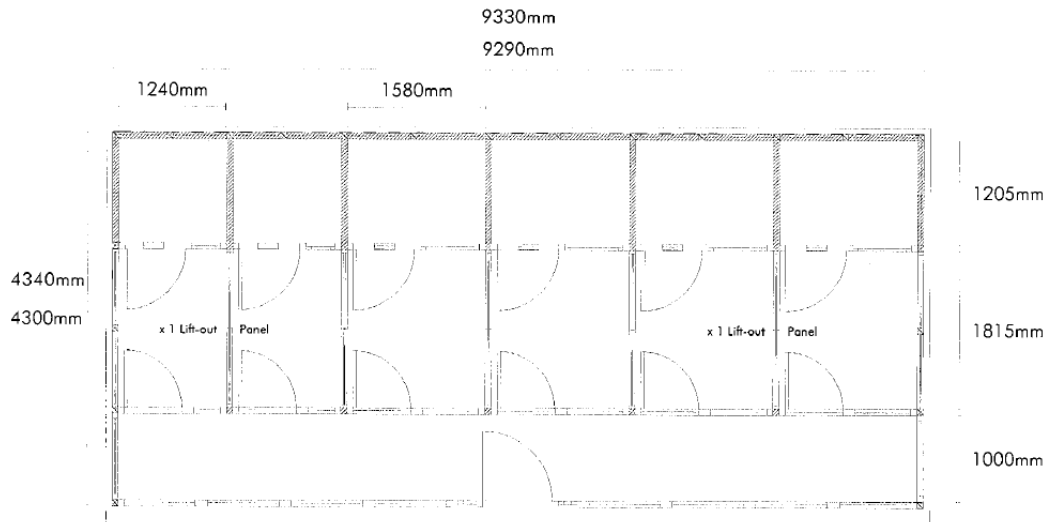 9330mm
9290mm
1240mm
1580mm
1205mm
4340mm
4300mm
x 1 Lift-out Panel
x 1 Lift-out Panel
1815mm
1000mm